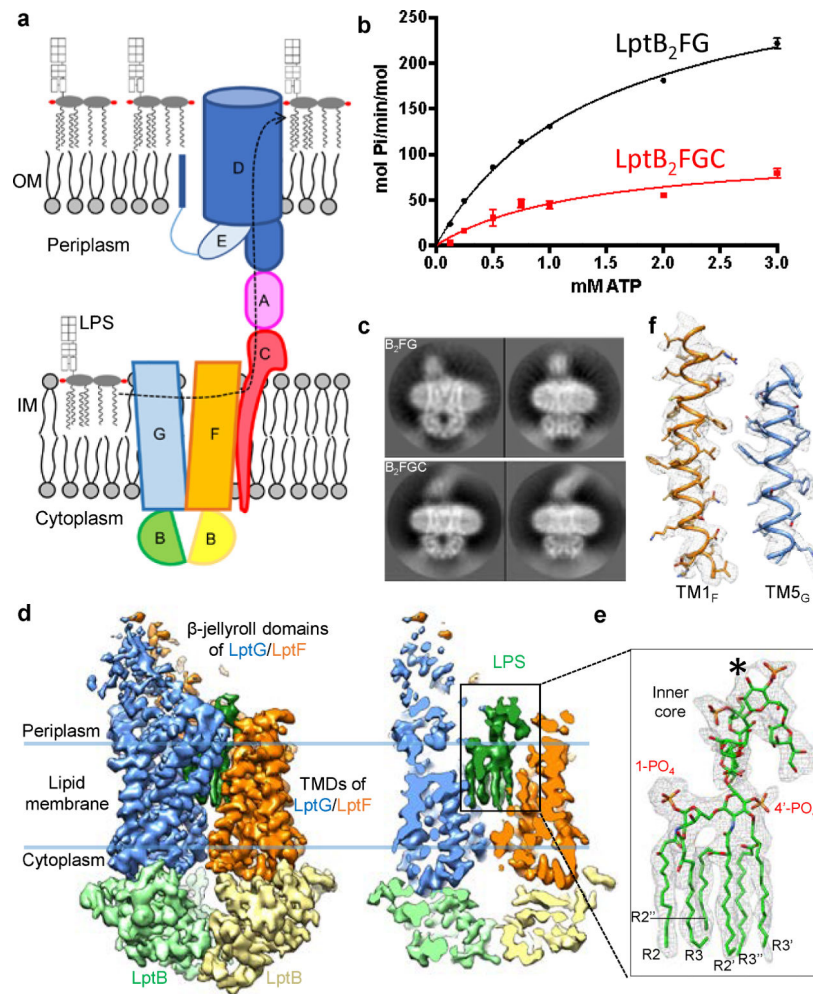 a
OM
D
E
Periplasm
A
LPS
C
IM
G
F
Cytoplasm
B
B
b
mol Pi/min/mol
250
200
150
100
50
0
0.0
0.5
1.0
1.5
2.0
2.5
3.0
mM ATP
LptB₂FG
LptB₂FGC
c
B₂FG
B₂FGC
f
TM1F
TM5G
d
β-jellyroll domains
of LptG/LptF
Periplasm
Lipid
membrane
TMDs of
LptG/LptF
Cytoplasm
LptB
LptB
LPS
e
*
Inner
core
1-PO₄
4'-PO
R2''
R2
R3
R2'
R3''
R3'